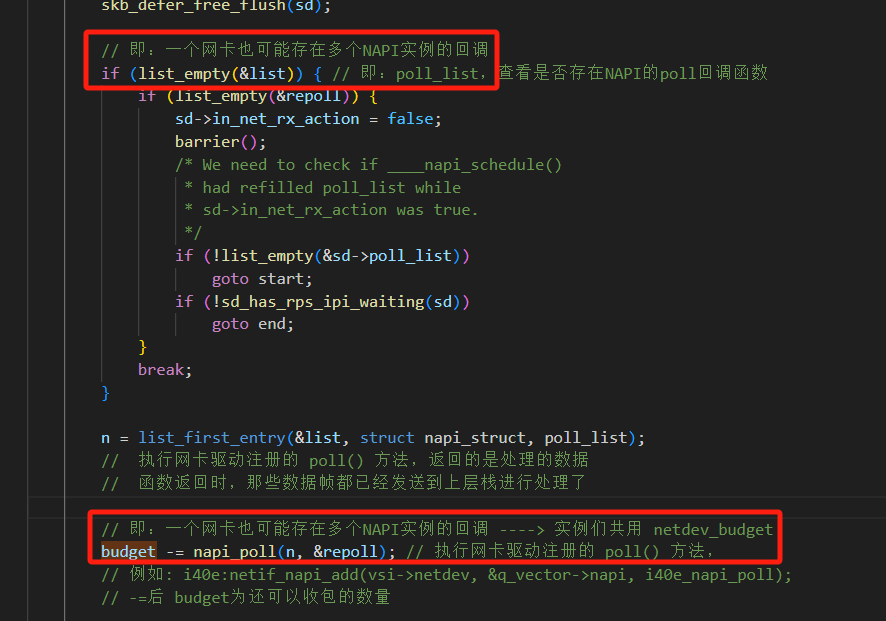 skb_defer_free_flush(sd);
// 即：一个网卡也可能存在多个NAPI实例的回调
if (list_empty(&list)) { // 即：poll_list，查看是否存在NAPI的poll回调函数
if (list_empty(&repoll)) {
sd->in_net_rx_action = false;
barrier();
/* We need to check if ____napi_schedule()
* had refilled poll_list while
* sd->in_net_rx_action was true.
*/
if (!list_empty(&sd->poll_list))
goto start;
if (!sd_has_rps_ipi_waiting(sd))
goto end;
}
break;
}
n = list_first_entry(&list, struct napi_struct, poll_list);
// 执行网卡驱动注册的 poll() 方法，返回的是处理的数据
// 函数返回时，那些数据帧都已经发送到上层栈进行处理了
// 即：一个网卡也可能存在多个NAPI实例的回调 ----> 实例们共用 netdev_budget
budget -= napi_poll(n, &repoll); // 执行网卡驱动注册的 poll() 方法，
// 例如: i40e:netif_napi_add(vsi->netdev, &q_vector->napi, i40e_napi_poll);
// -=后 budget为还可以收包的数量